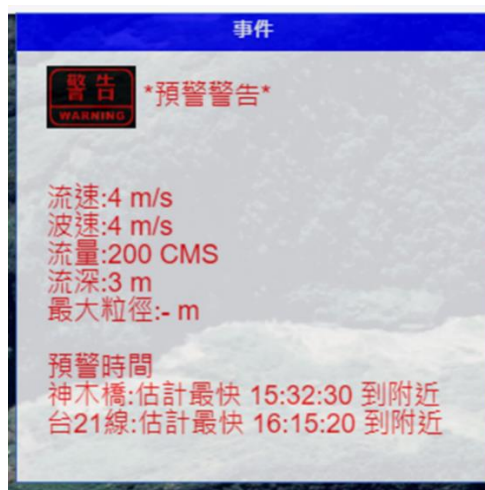 事件
警告
WARNING
*預警警告*
流速:4 m/s
波速:4 m/s
流量:200 CMS
流深:3 m
最大粒徑:- m
預警時間
神木橋:估計最快 15:32:30 到附近
台21線:估計最快 16:15:20 到附近